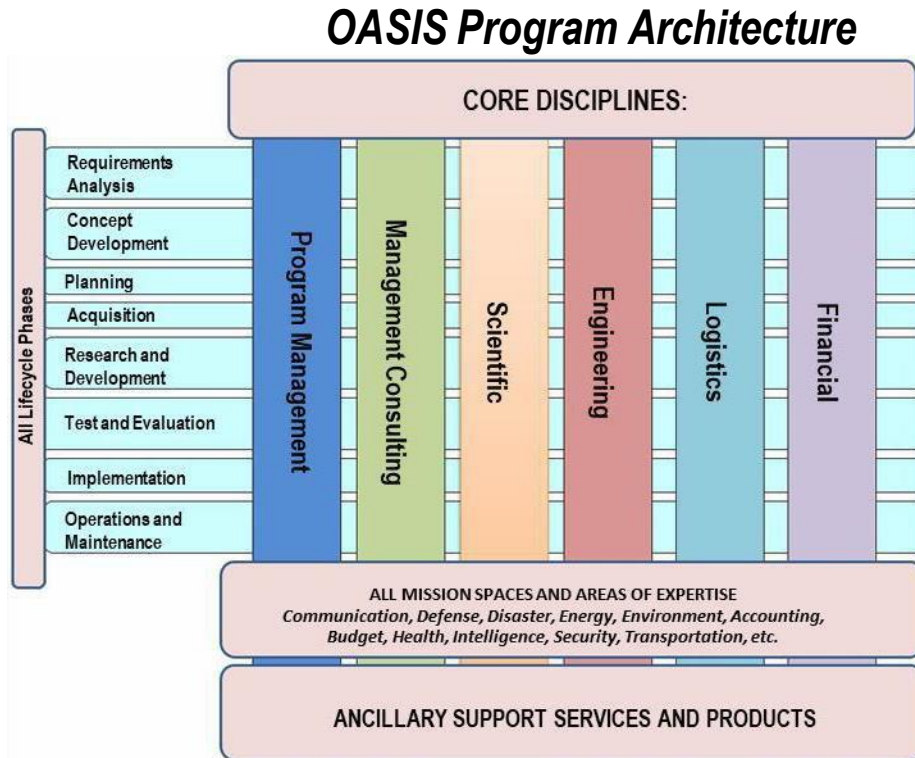 OASIS Program Architecture
CORE DISCIPLINES:
All Lifecycle Phases
Requirements
Analysis
Concept
Development
Planning
Acquisition
Research and
Development
Test and Evaluation
Implementation
Operations and
Maintenance
Program Management
Management Consulting
Scientific
Engineering
Logistics
Financial
ALL MISSION SPACES AND AREAS OF EXPERTISE
Communication, Defense, Disaster, Energy, Environment, Accounting,
Budget, Health, Intelligence, Security, Transportation, etc.
ANCILLARY SUPPORT SERVICES AND PRODUCTS